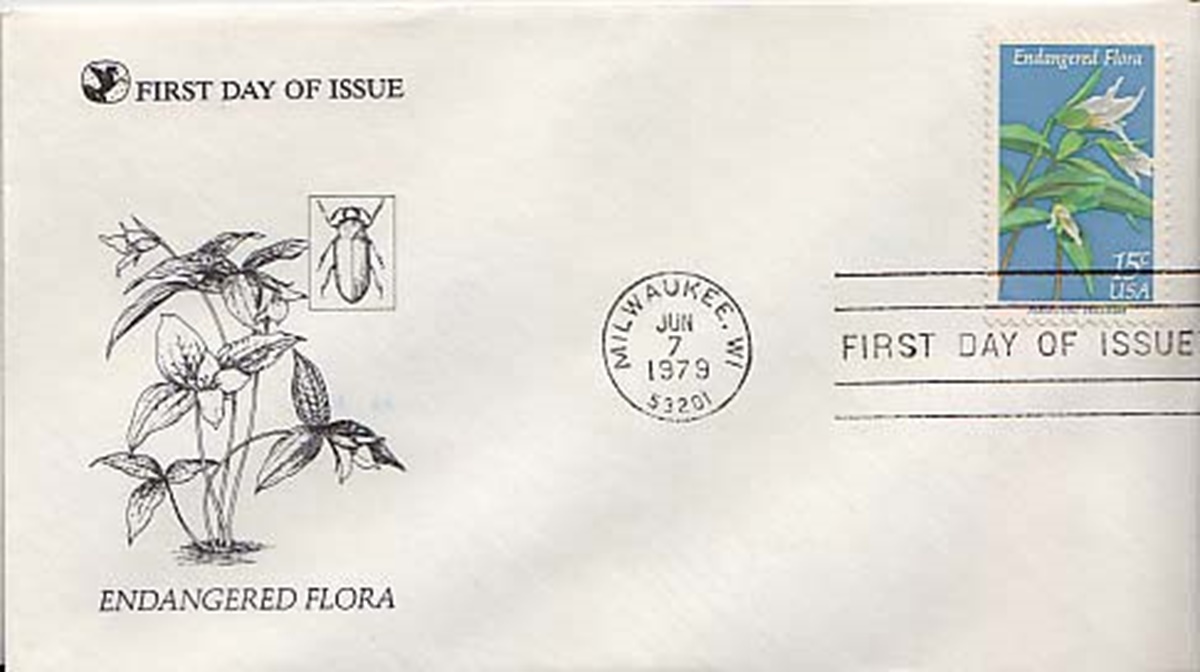 FIRST DAY OF ISSUE
Endangered Flora
15c
USA
MILWAUKEE, WI
JUN
7
1979
53201
FIRST DAY OF ISSUE
ENDANGERED FLORA